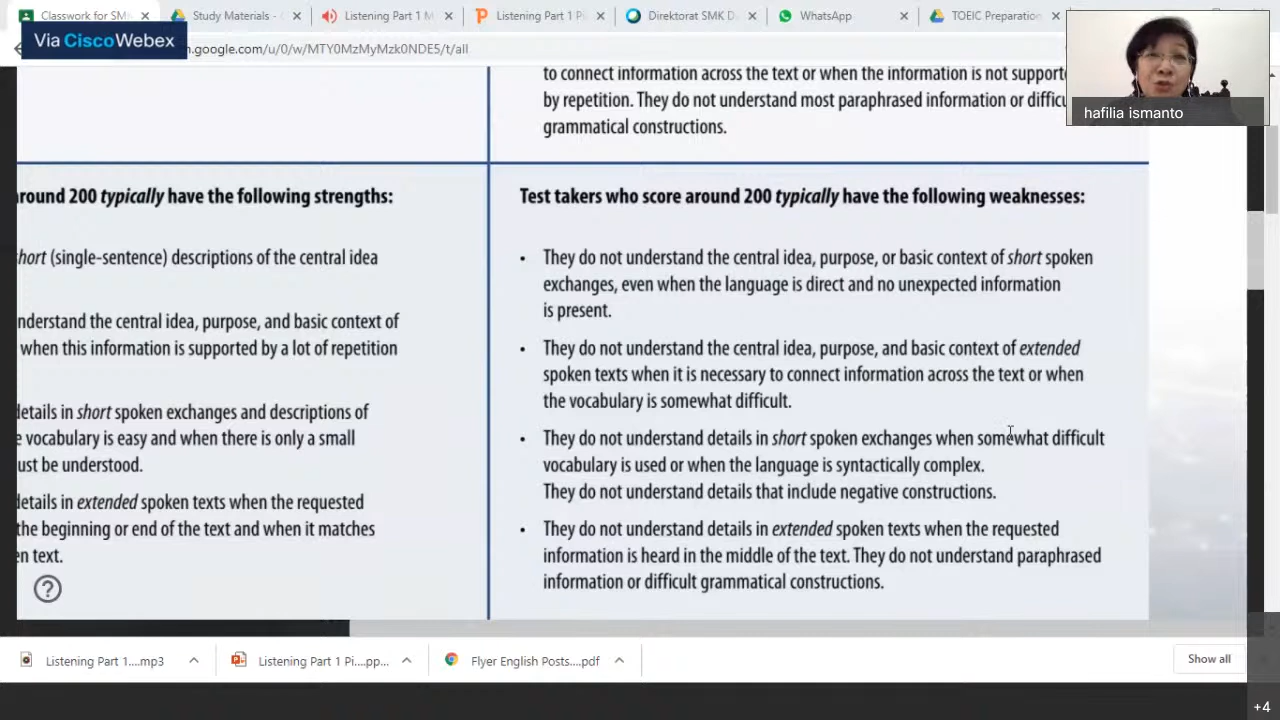 Classwork for SM
Study Materials -
Listening Part 1 M
Listening Part 1 Pi
Direktorat SMK D
WhatsApp
TOEIC Preparation
Via Cisco Webex
.google.com/u/0/w/MTY0MzMyMzk0NDE5/t/all
hafilia ismanto
to connect information across the text or when the information is not
by repetition. They do not understand most paraphrased information or
grammatical constructions.
around 200 typically have the following strengths:
short (single-sentence) descriptions of the central idea
understand the central idea, purpose, and basic context of
when this information is supported by a lot of repetition
details in short spoken exchanges and descriptions of
vocabulary is easy and when there is only a small
must be understood.
details in extended spoken texts when the requested
the beginning or end of the text and when it matches
text.
Test takers who score around 200 typically have the following weaknesses:
• They do not understand the central idea, purpose, or basic context of short spoken
exchanges, even when the language is direct and no unexpected information
is present.
• They do not understand the central idea, purpose, and basic context of extended
spoken texts when it is necessary to connect information across the text or when
the vocabulary is somewhat difficult.
• They do not understand details in short spoken exchanges when somewhat difficult
vocabulary is used or when the language is syntactically complex.
They do not understand details that include negative constructions.
• They do not understand details in extended spoken texts when the requested
information is heard in the middle of the text. They do not understand paraphrased
information or difficult grammatical constructions.
Listening Part 1....mp3
Listening Part 1 Pi....pp...
Flyer English Posts....pdf
Show all
+4